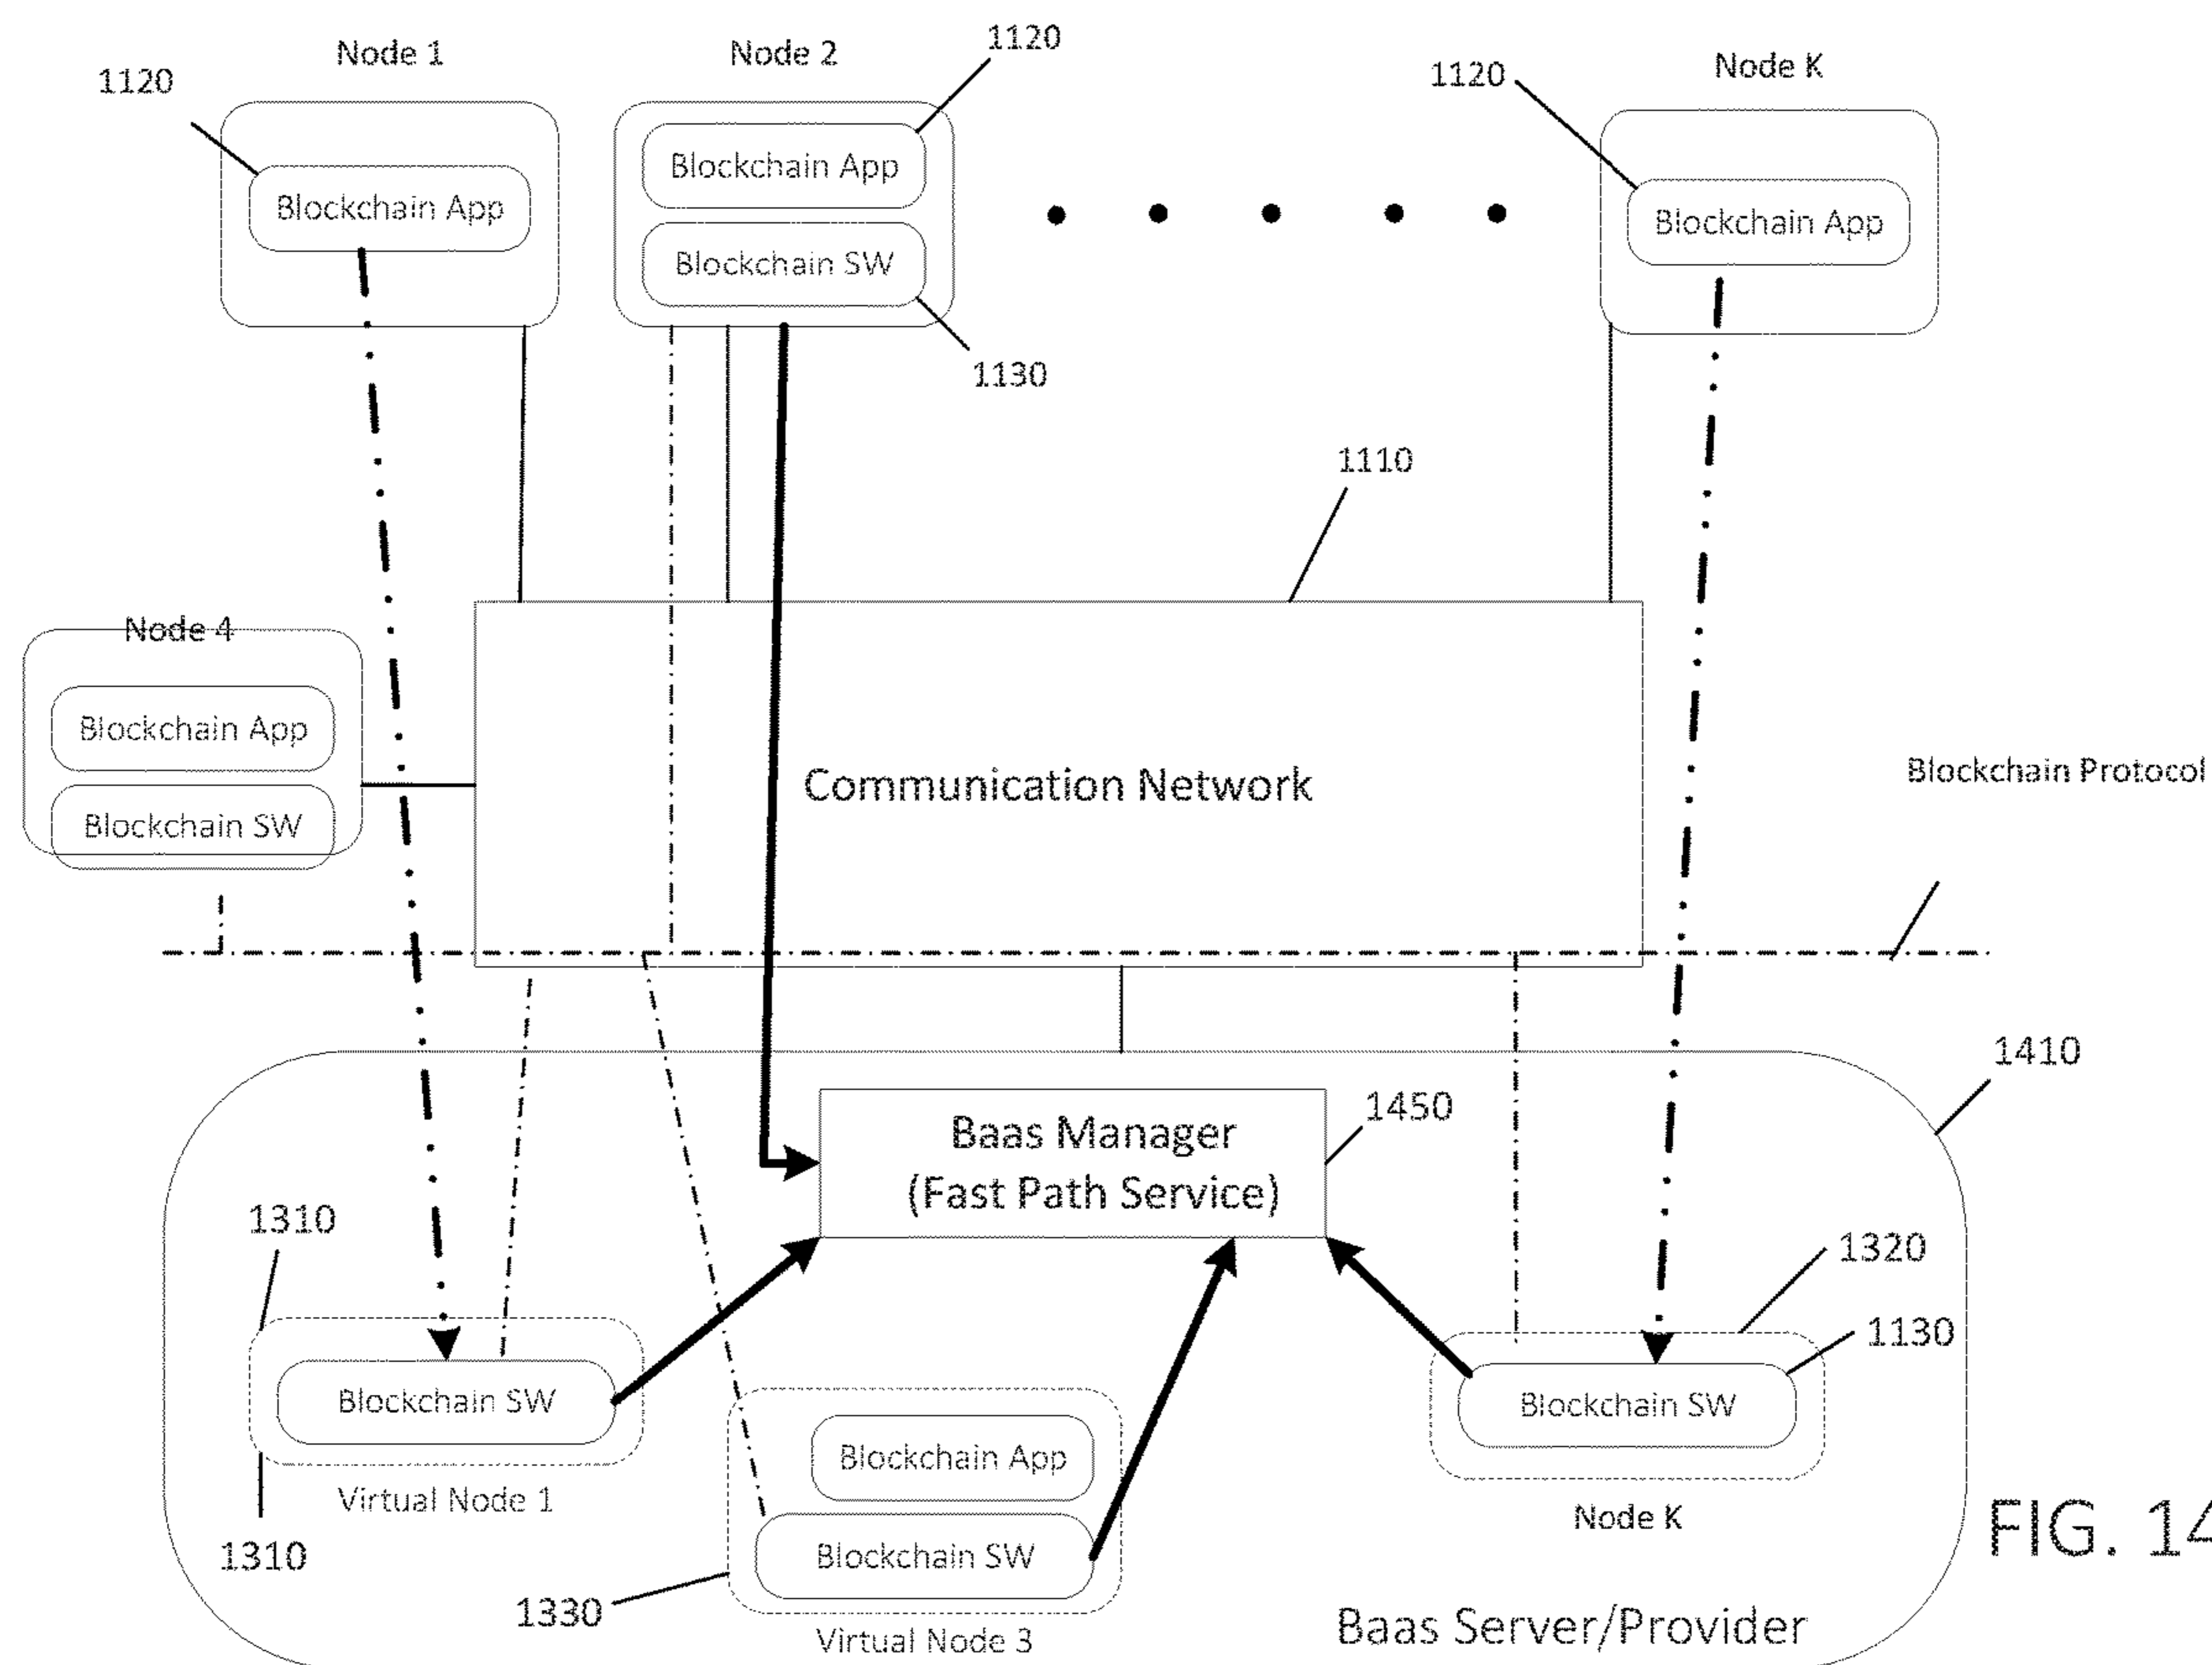 Node 1
Node 2
1120
1120
Node K
1120
Blockchain App
Blockchain App
Blockchain SW
Blockchain App
1130
1110
Node 4
Blockchain App
Blockchain SW
Communication Network
Blockchain Protocol
1410
Baas Manager
(Fast Path Service)
1450
1310
1320
1130
Blockchain SW
Blockchain SW
Virtual Node 1
Blockchain App
Node K
1310
Blockchain SW
1330
Virtual Node 3
Baas Server/Provider
FIG. 14